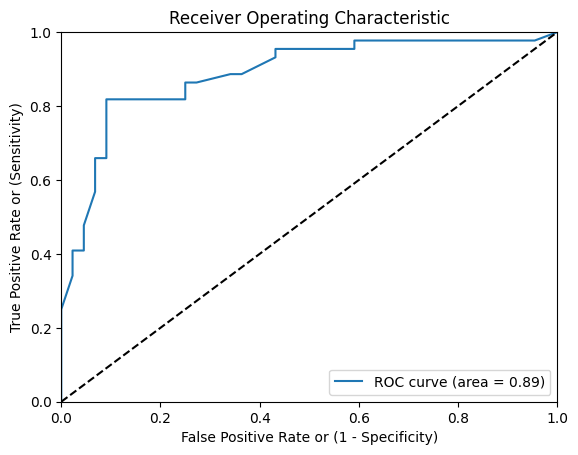 Receiver Operating Characteristic
True Positive Rate or (Sensitivity)
1.0
0.8
0.6
0.4
0.2
0.0
0.0 0.2 0.4 0.6 0.8 1.0
False Positive Rate or (1 - Specificity)
ROC curve (area = 0.89)